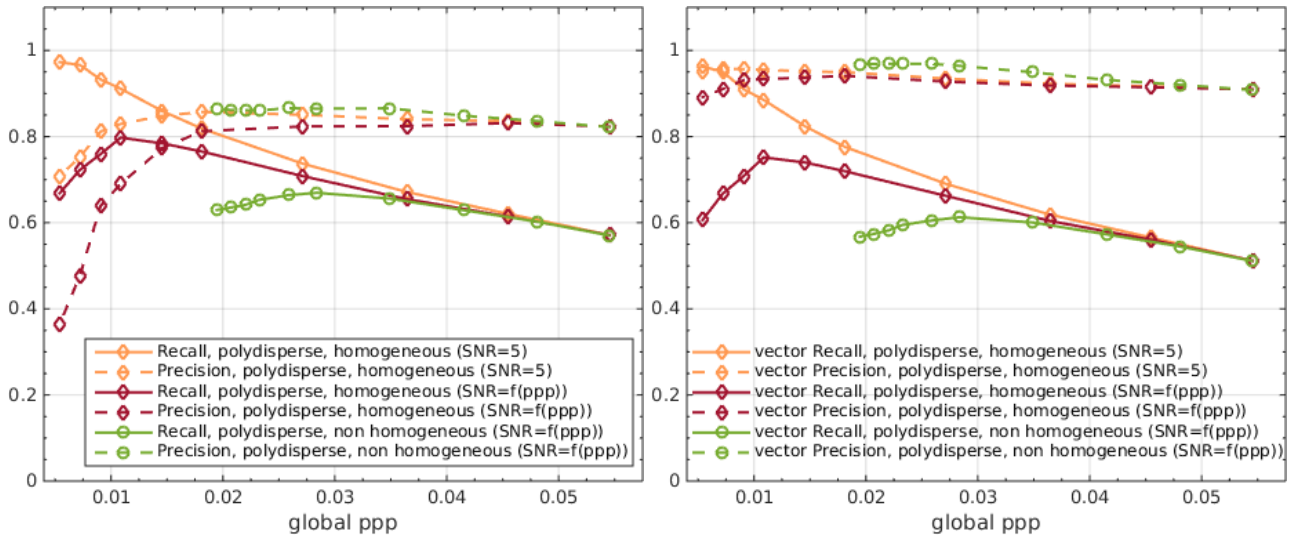 1
0.8
0.6
0.4
0.2
0
0.01 0.02 0.03 0.04 0.05
global ppp
Recall, polydisperse, homogeneous (SNR=5)
Precision, polydisperse, homogeneous (SNR=5)
Recall, polydisperse, homogeneous (SNR=f(ppp))
Precision, polydisperse, homogeneous (SNR=f(ppp))
Recall, polydisperse, non homogeneous (SNR=f(ppp))
Precision, polydisperse, non homogeneous (SNR=f(ppp))
1
0.8
0.6
0.4
0.2
0
0.01 0.02 0.03 0.04 0.05
global ppp
vector Recall, polydisperse, homogeneous (SNR=5)
vector Precision, polydisperse, homogeneous (SNR=5)
vector Recall, polydisperse, homogeneous (SNR=f(ppp))
vector Precision, polydisperse, homogeneous (SNR=f(ppp))
vector Recall, polydisperse, non homogeneous (SNR=f(ppp))
vector Precision, polydisperse, non homogeneous (SNR=f(ppp))